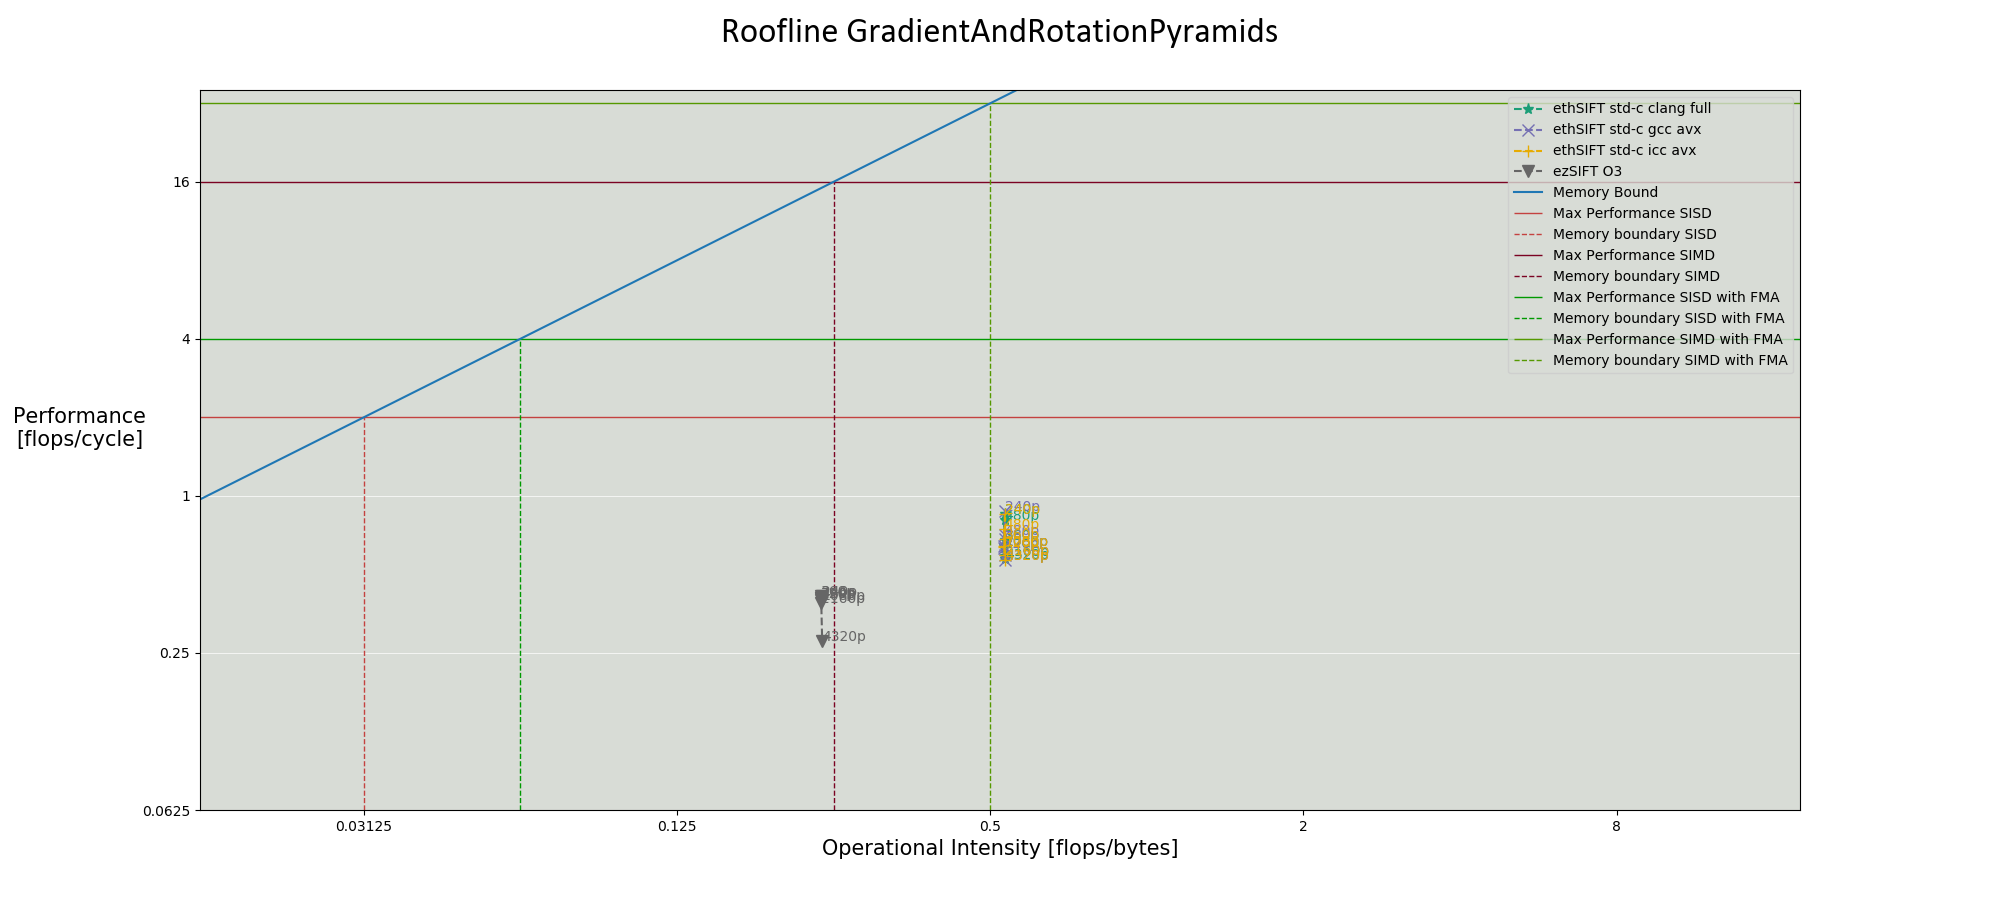 Roofline GradientAndRotationPyramids
ethSIFT std-c clang full
ethSIFT std-c gcc avx
ethSIFT std-c icc avx
ezSIFT O3
Memory Bound
Max Performance SISD
Memory boundary SISD
Max Performance SIMD
Memory boundary SIMD
Max Performance SISD with FMA
Memory boundary SISD with FMA
Max Performance SIMD with FMA
Memory boundary SIMD with FMA
16
4
Performance
[flops/cycle]
1
240p
480p
4320p
4320p
0.25
0.0625
0.03125
0.125
0.5
2
8
Operational Intensity [flops/bytes]